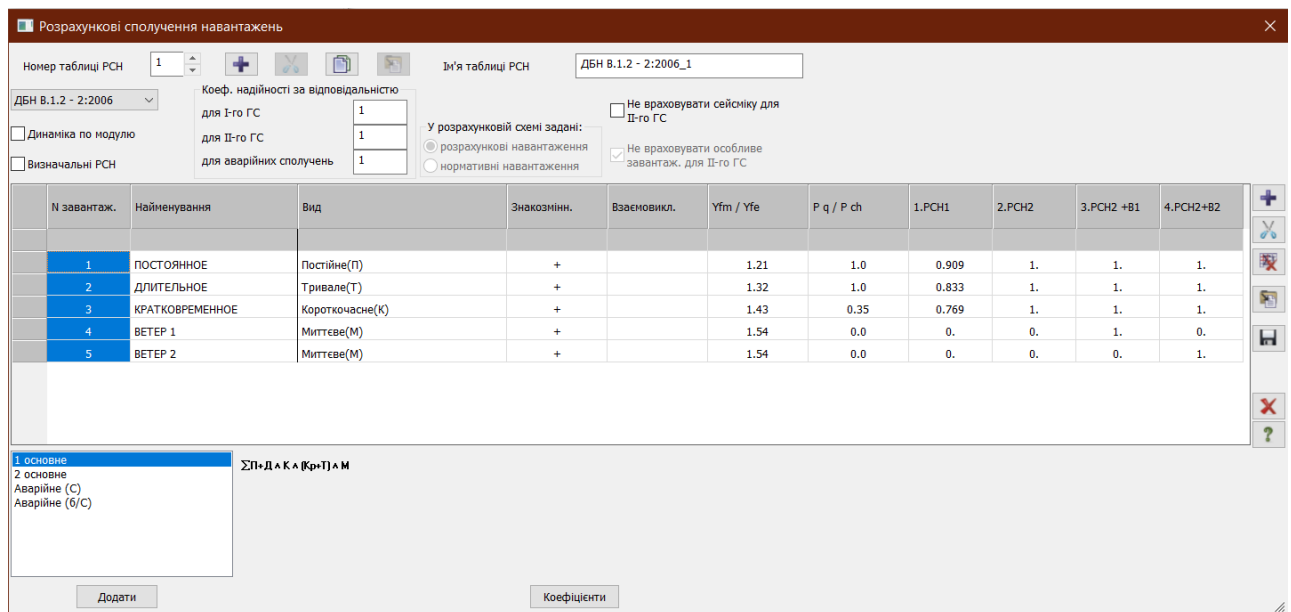 Розрахункові сполучення навантажень
Номер таблиці РСН 1 Ім'я таблиці РСН ДБН В.1.2 - 2:2006_1
ДБН В.1.2 - 2:2006
Динаміка по модулю
Визначальні РСН
Коеф. надійності за відповідальністю
для I-го ГС 1
для II-го ГС 1
для аварійних сполучень 1
У розрахунковій схемі задані:
розрахункові навантаження
нормативні навантаження
Не враховувати сейсміку для
II-го ГС
Не враховувати особливе
завантаж. для II-го ГС
N завантаж. Найменування Вид Знакозмінн. Взаємовикл. Yfm / Yfe P q / P ch 1.РСН1 2.РСН2 3.РСН2 +В1 4.РСН2+В2
1 ПОСТОЯННОЕ Постійне(П) + 1.21 1.0 0.909 1. 1. 1.
2 ДЛИТЕЛЬНОЕ Тривале(Т) + 1.32 1.0 0.833 1. 1. 1.
3 КРАТКОВРЕМЕННОЕ Короткочасне(К) + 1.43 0.35 0.769 1. 1. 1.
4 ВЕТЕР 1 Миттєве(М) + 1.54 0.0 0. 0. 1. 0.
5 ВЕТЕР 2 Миттєве(М) + 1.54 0.0 0. 0. 0. 1.
1 основне
2 основне
Аварійне (С)
Аварійне (б/С)
∑П+Д ∧ К ∧ (Кр+Т) ∧ М
Додати
Коефіцієнти